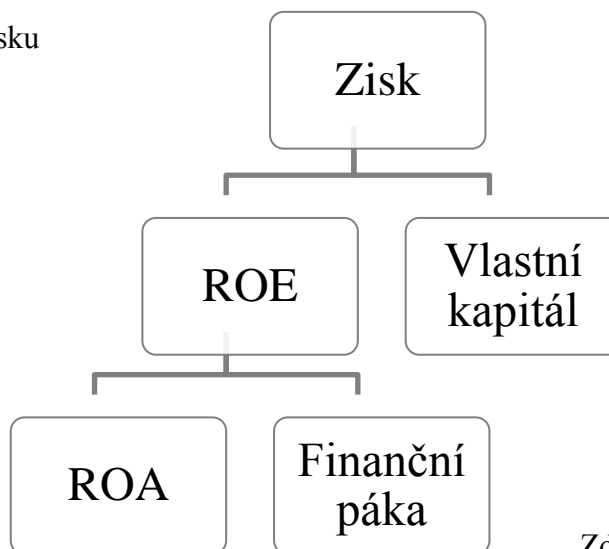 sku
Zisk
ROE
Vlastní
kapitál
ROA
Finanční
páka